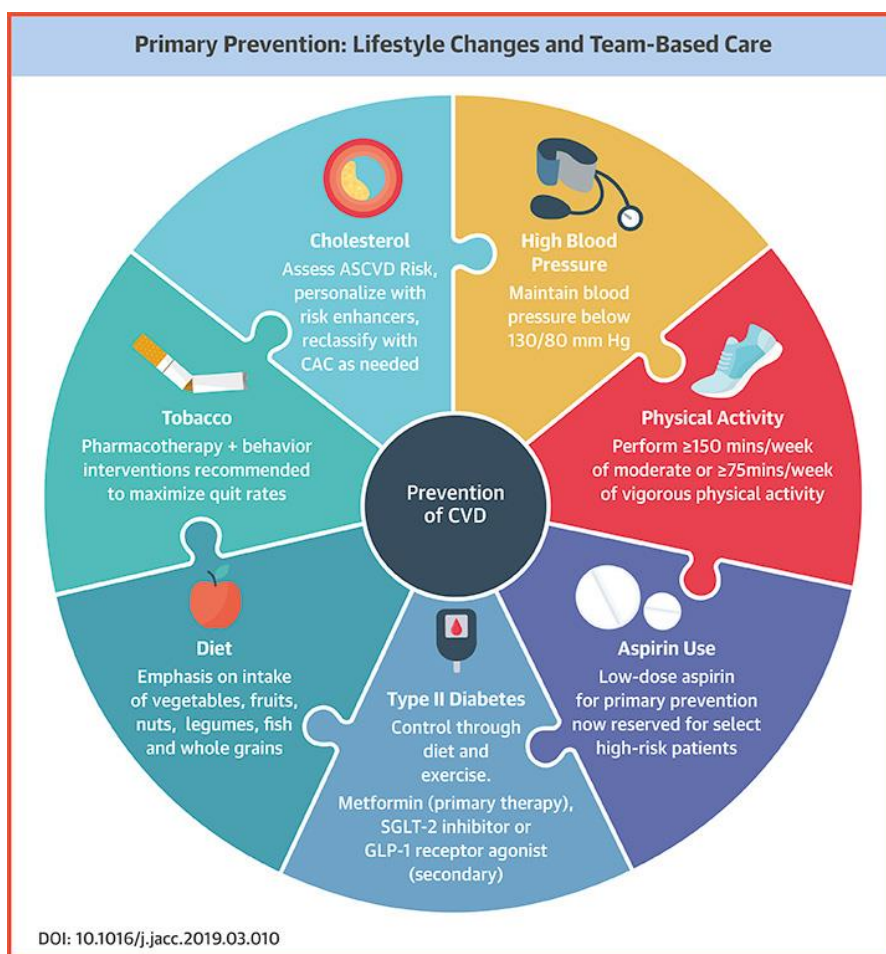 Primary Prevention: Lifestyle Changes and Team-Based Care
Cholesterol
Assess ASCVD Risk,
personalize with
risk enhancers,
reclassify with
CAC as needed
High Blood
Pressure
Maintain blood
pressure below
130/80 mm Hg
Tobacco
Pharmacotherapy + behavior
interventions recommended
to maximize quit rates
Physical Activity
Perform ≥150 mins/week
of moderate or ≥75mins/week
of vigorous physical activity
Prevention
of CVD
Diet
Emphasis on intake
of vegetables, fruits,
nuts, legumes, fish
and whole grains
Type II Diabetes
Control through
diet and
exercise.
Metformin (primary therapy),
SGLT-2 inhibitor or
GLP-1 receptor agonist
(secondary)
Aspirin Use
Low-dose aspirin
for primary prevention
now reserved for select
high-risk patients
DOI: 10.1016/j.jacc.2019.03.010